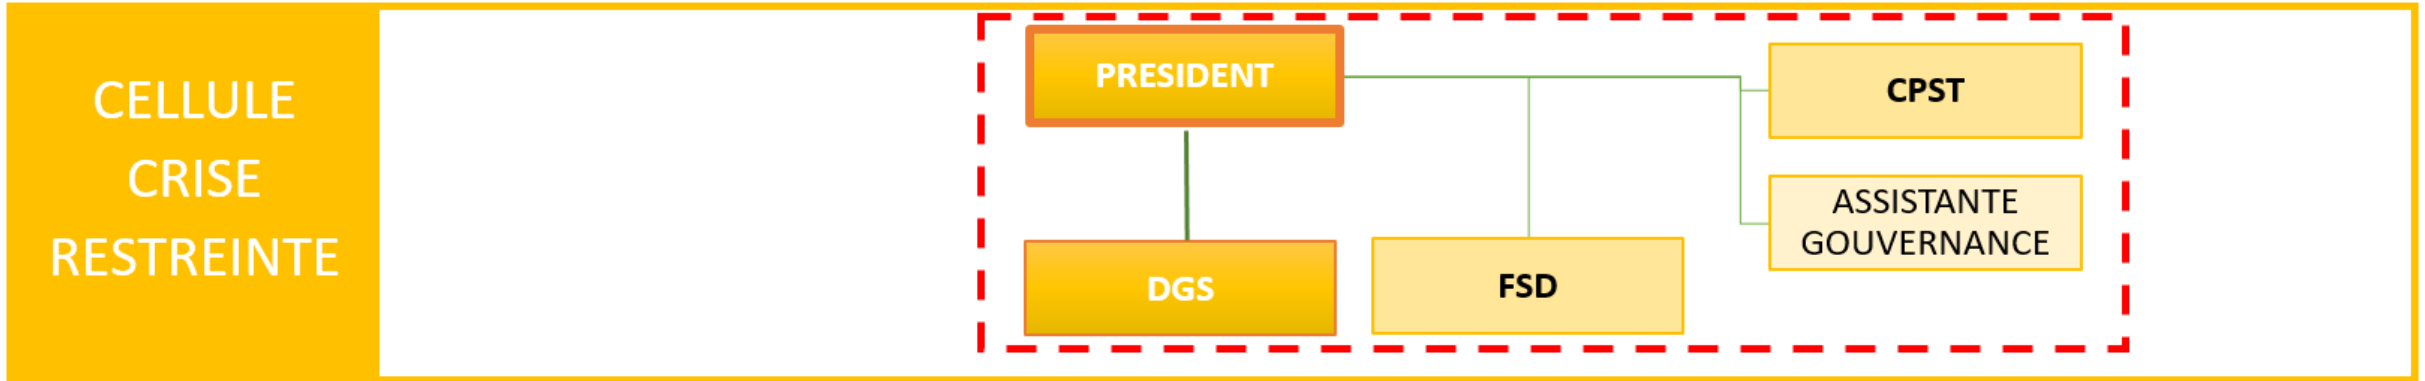 CELLULE
CRISE
RESTREINTE
PRESIDENT
CPST
ASSISTANTE
GOUVERNANCE
DGS
FSD